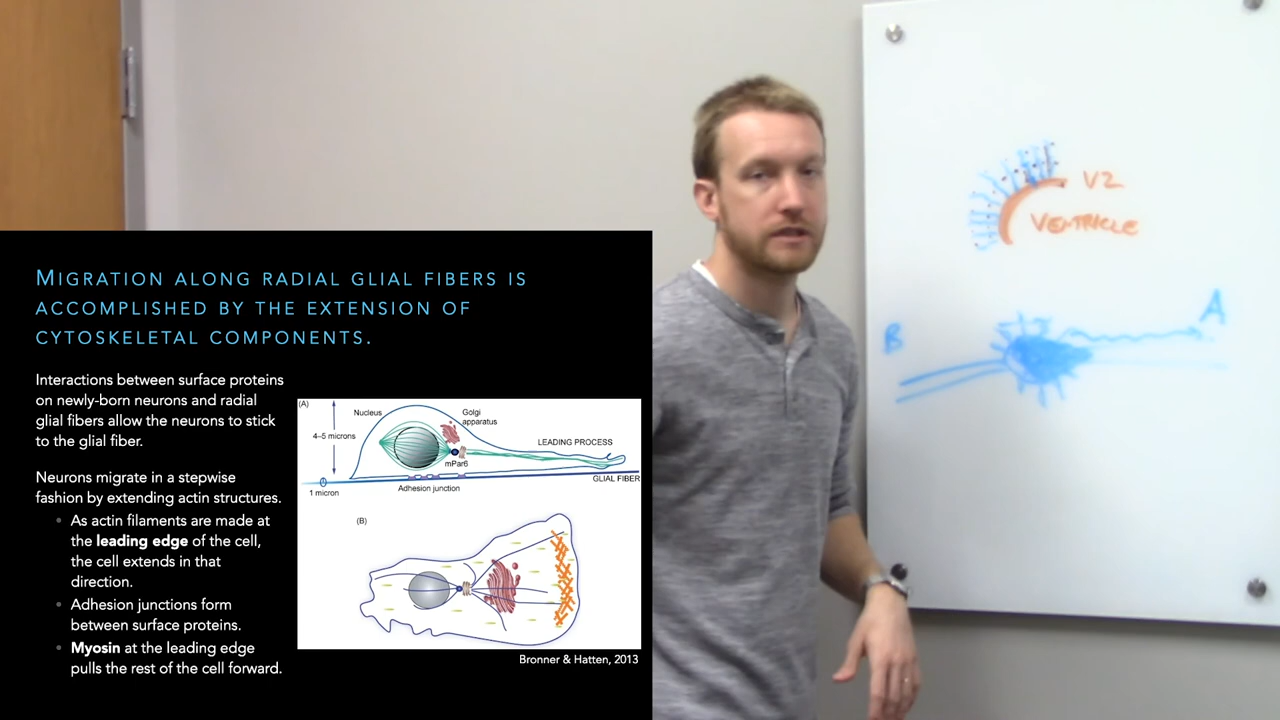 MIGRATION ALONG RADIAL GLIAL FIBERS IS
ACCOMPLISHED BY THE EXTENSION OF
CYTOSKELETAL COMPONENTS.
Interactions between surface proteins
on newly-born neurons and radial
glial fibers allow the neurons to stick
to the glial fiber.
Neurons migrate in a stepwise
fashion by extending actin structures.
• As actin filaments are made at
the leading edge of the cell,
the cell extends in that
direction.
• Adhesion junctions form
between surface proteins.
• Myosin at the leading edge
pulls the rest of the cell forward.
(A)
Nucleus
Golgi
apparatus
4–5 microns
LEADING PROCESS
mPar6
GLIAL FIBER
1 micron
Adhesion junction
(B)
Bronner & Hatten, 2013
VZ
VENTRICLE
A
B